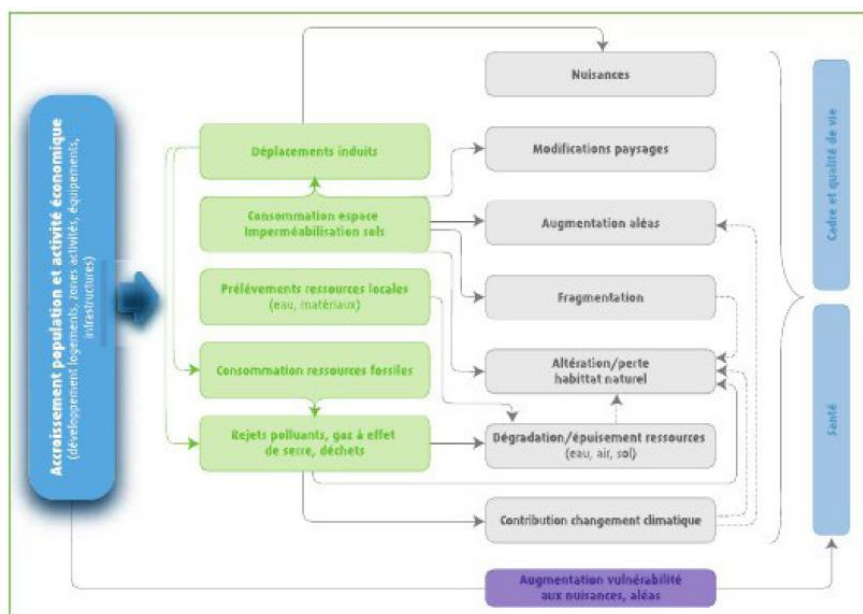 Accroissement population et activité économique
(développement logements, zones activités, équipements,
infrastructures)
Déplacements induits
Consommation espace
Imperméabilisation sols
Prélèvements ressources locales
(eau, matériaux)
Consommation ressources fossiles
Rejets polluants, gaz à effet
de serre, déchets
Nuisances
Modifications paysages
Augmentation aléas
Fragmentation
Altération/perte
habittat naturel
Dégradation/épuisement ressources
(eau, air, sol)
Contribution changement climatique
Augmentation vulnérabilité
aux nuisances, aléas
Cadre et qualité de vie
Santé